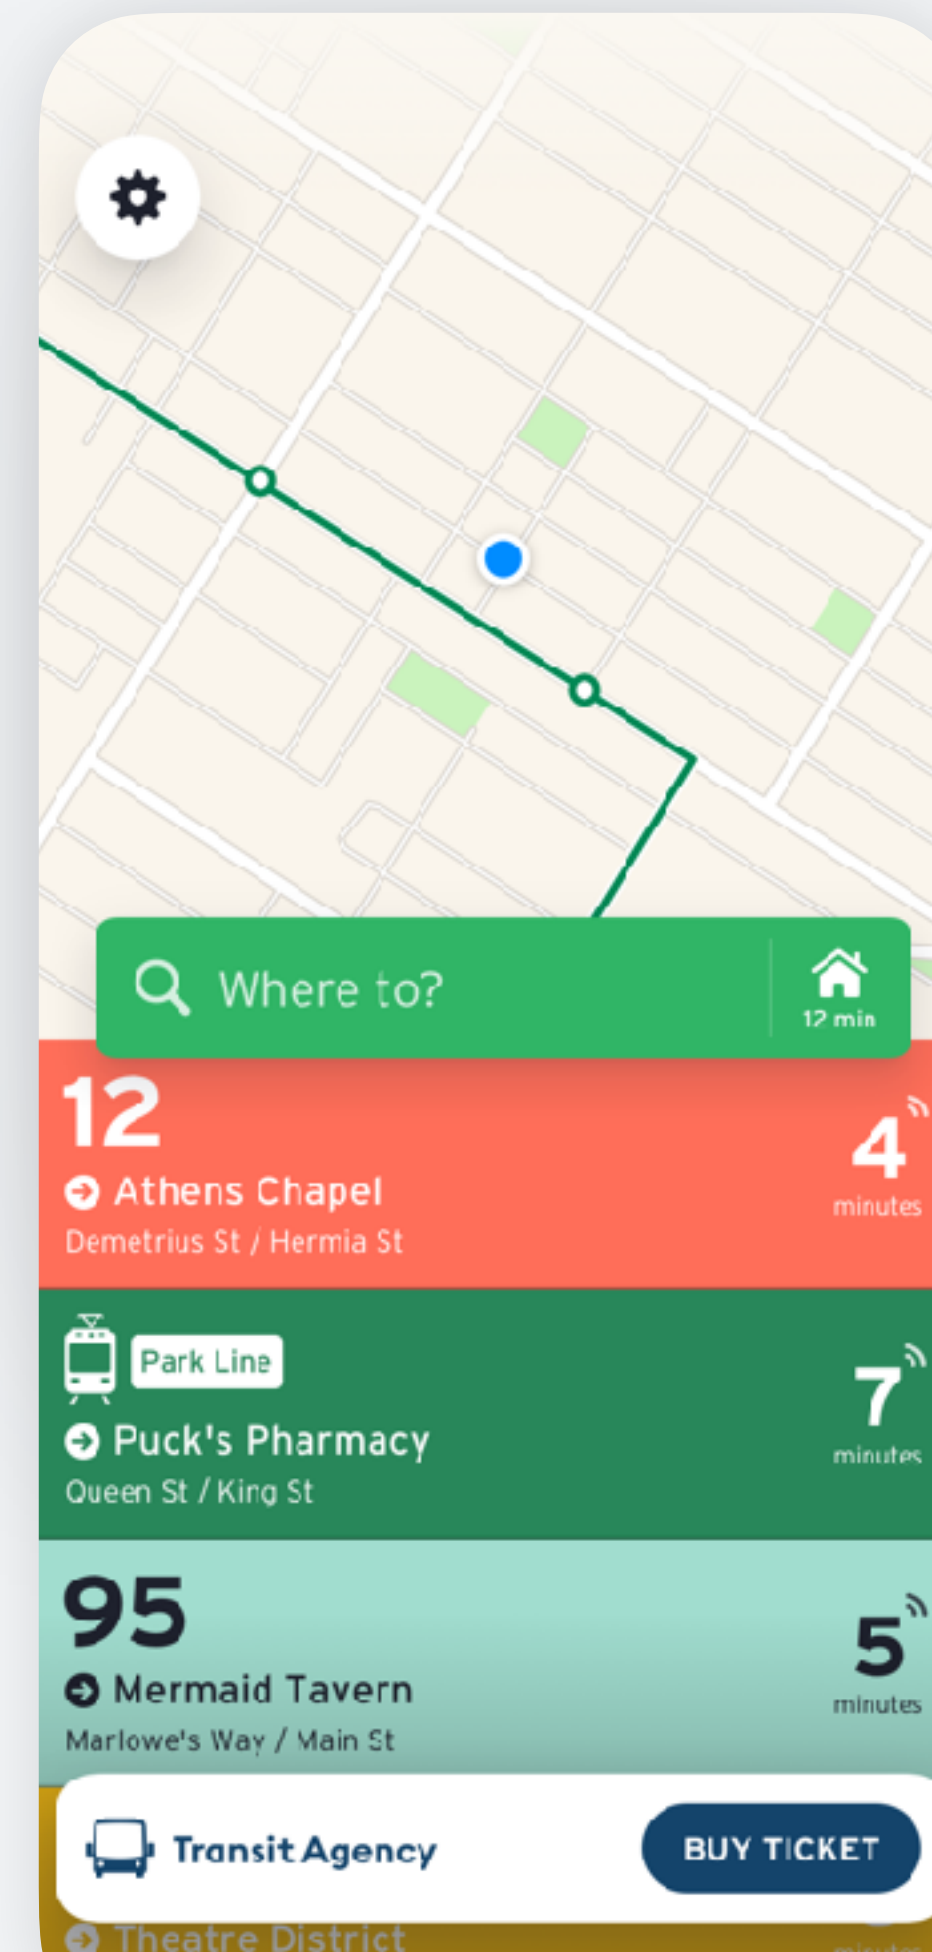 Where to?
12 min
12
Athens Chapel
Demetrius St / Hermia St
4
minutes
Park Line
Puck's Pharmacy
Queen St / King St
7
minutes
95
Mermaid Tavern
Marlowe's Way / Main St
5
minutes
Transit Agency
BUY TICKET
Theatre District
minutes